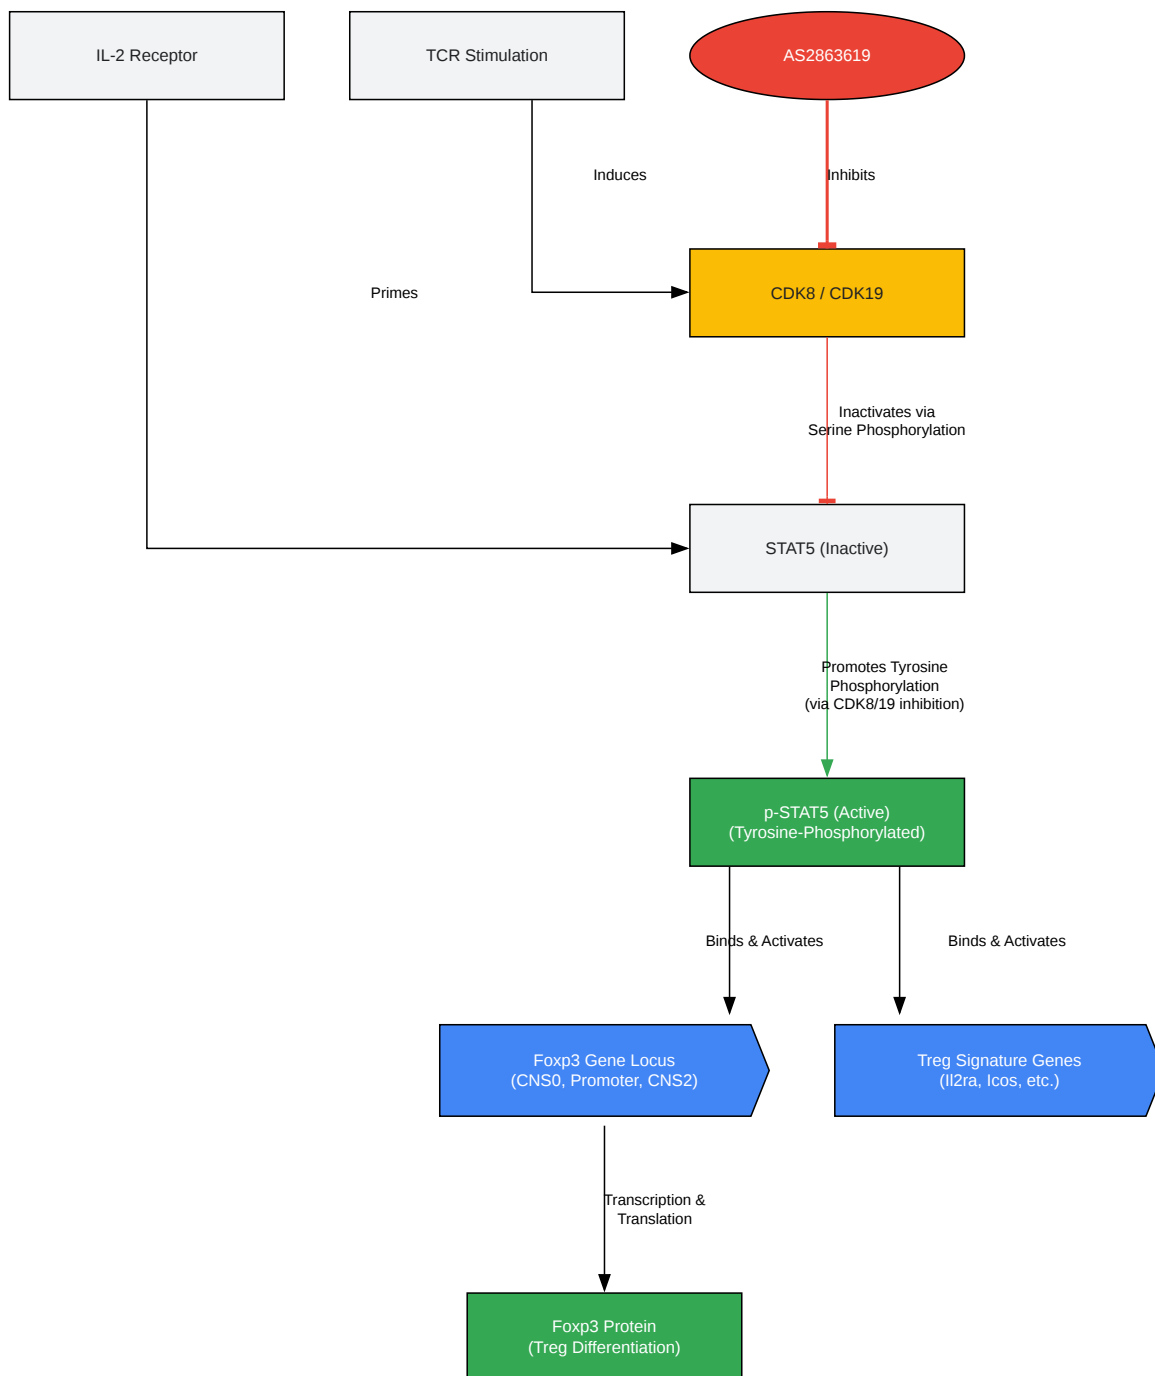 IL-2 Receptor
TCR Stimulation
AS2863619
Induces
Inhibits
Primes
CDK8 / CDK19
Inactivates via
Serine Phosphorylation
STAT5 (Inactive)
Promotes Tyrosine
Phosphorylation
(via CDK8/19 inhibition)
p-STAT5 (Active)
(Tyrosine-Phosphorylated)
Binds & Activates
Binds & Activates
Foxp3 Gene Locus
(CNS0, Promoter, CNS2)
Treg Signature Genes
(Il2ra, Icos, etc.)
Transcription &
Translation
Foxp3 Protein
(Treg Differentiation)